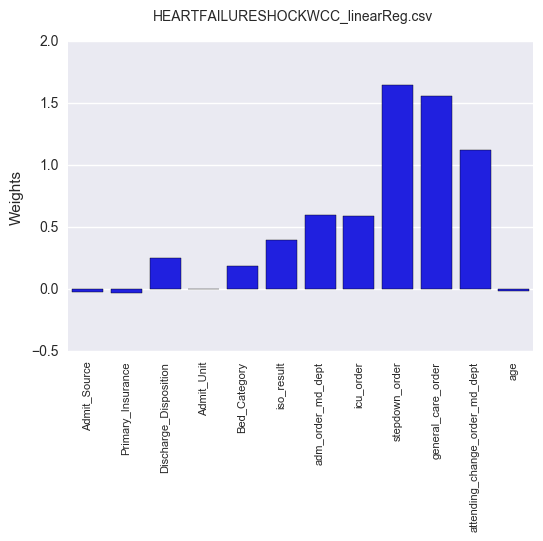 HEARTFAILURESHOCKWCC_linearReg.csv
Weights
2.0
1.5
1.0
0.5
0.0
−0.5
Admit_Source
Primary_Insurance
Discharge_Disposition
Admit_Unit
Bed_Category
iso_result
adm_order_md_dept
icu_order
stepdown_order
general_care_order
attending_change_order_md_dept
age